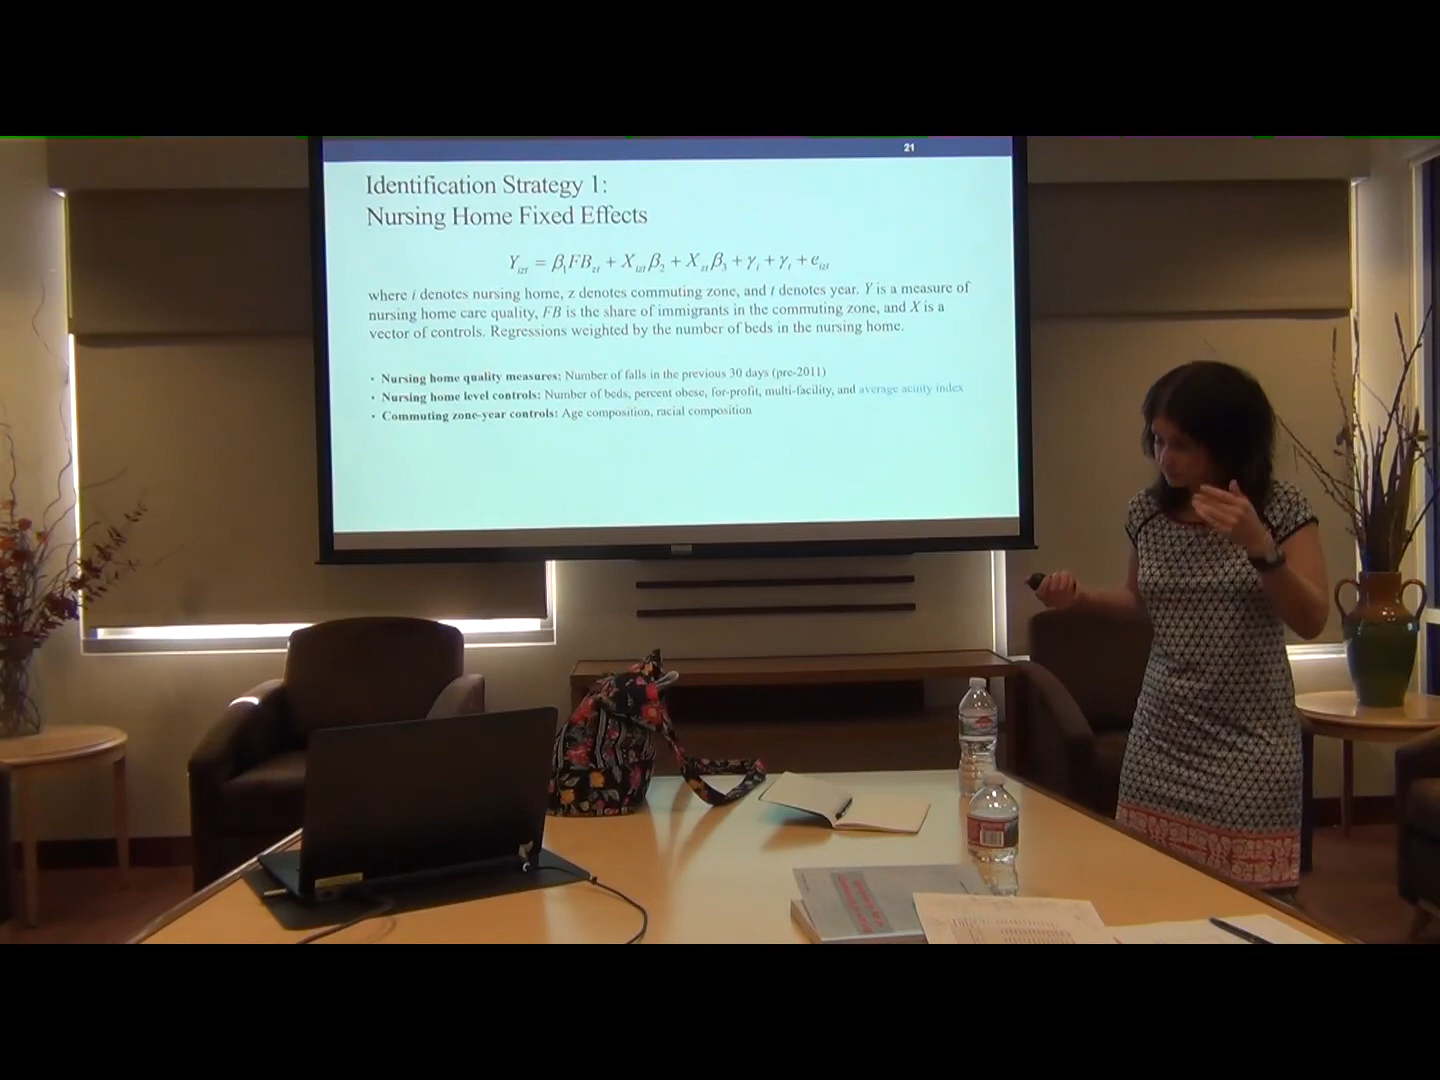 21
Identification Strategy 1:
Nursing Home Fixed Effects
Y_izt = β_1FB_zt + X_izt β_2 + X_zt β_3 + γ_i + γ_t + e_izt
where i denotes nursing home, z denotes commuting zone, and t denotes year. Y is a measure of
nursing home care quality, FB is the share of immigrants in the commuting zone, and X is a
vector of controls. Regressions weighted by the number of beds in the nursing home.
• Nursing home quality measures: Number of falls in the previous 30 days (pre-2011)
• Nursing home level controls: Number of beds, percent obese, for-profit, multi-facility, and average acuity index
• Commuting zone-year controls: Age composition, racial composition